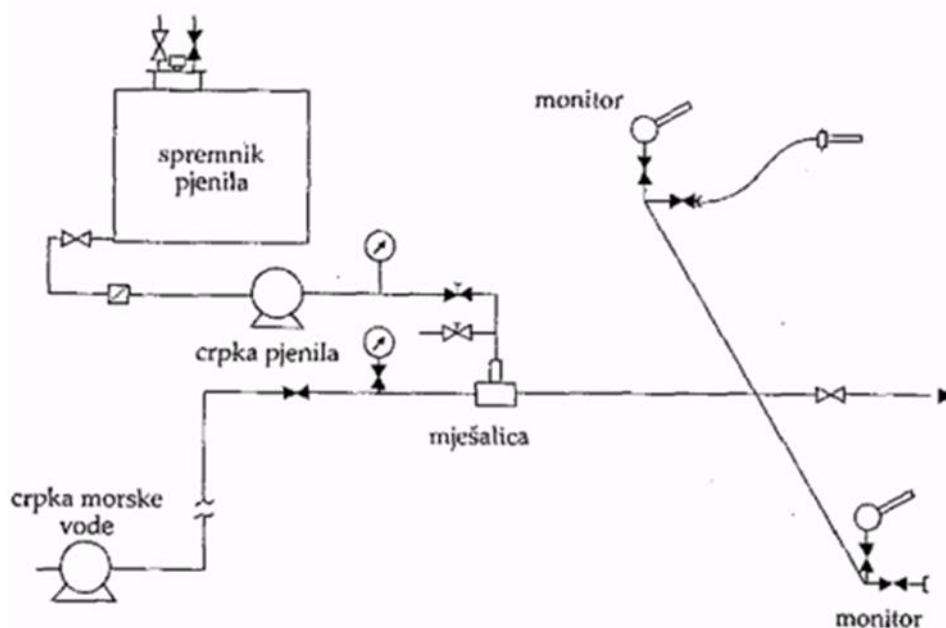 monitor
spremnik
pjenila
crpka pjenila
mješalica
crpka morske
vode
monitor